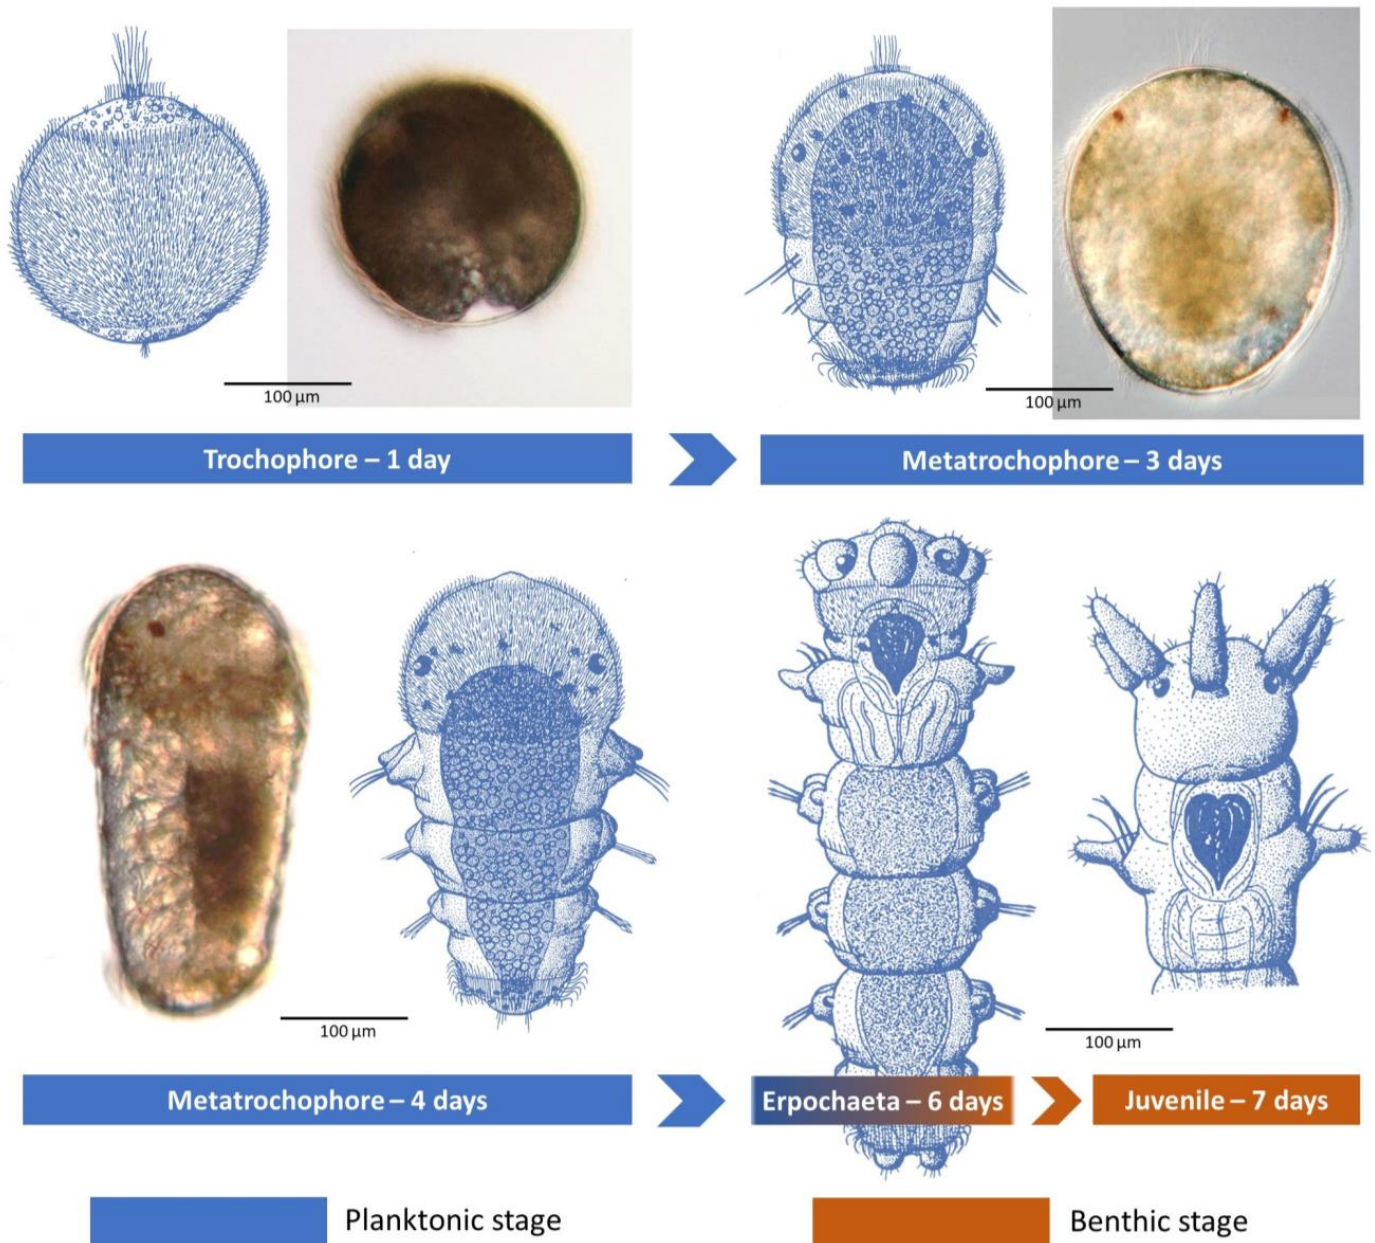 100 µm
100 µm
Trochophore – 1 day
Metatrochophore – 3 days
100 µm
100 µm
Metatrochophore – 4 days
Erpochaeta – 6 days
Juvenile – 7 days
Planktonic stage
Benthic stage